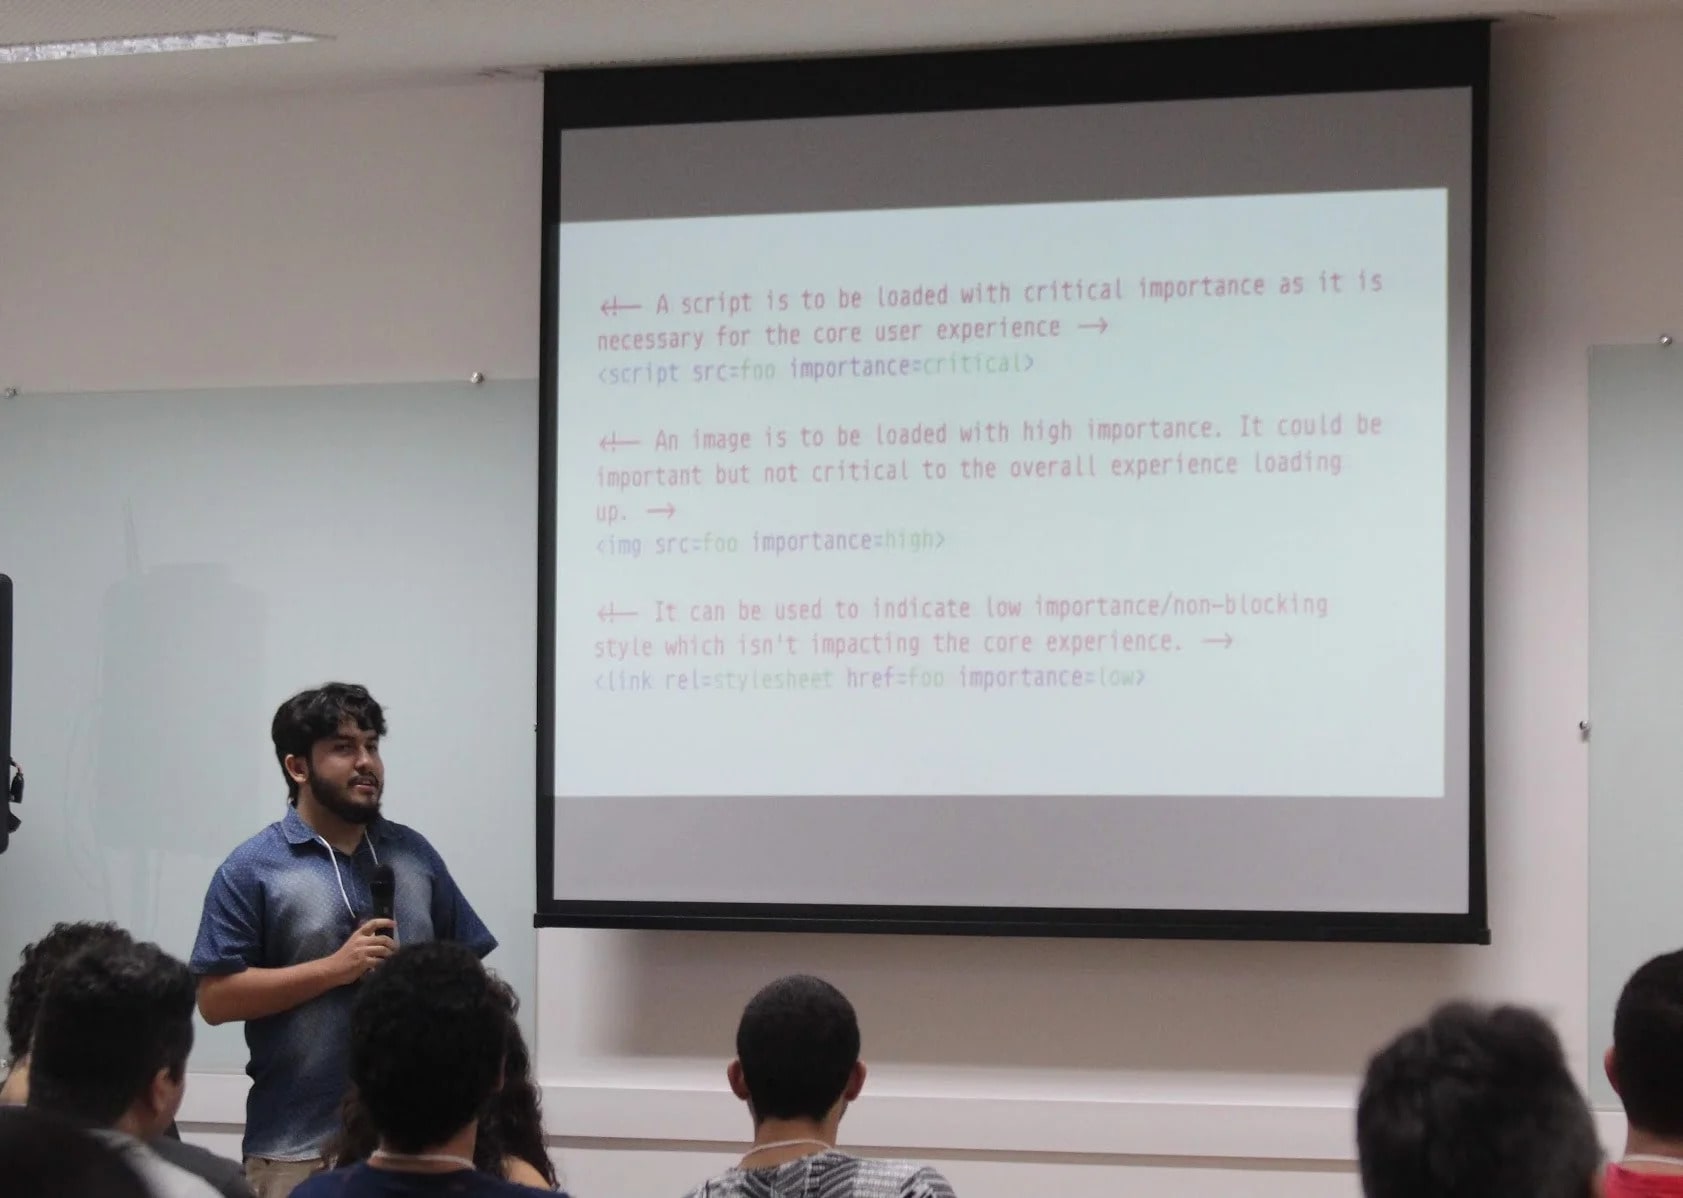 <!-- A script is to be loaded with critical importance as it is
necessary for the core user experience -->
<script src=foo importance=critical>
<!-- An image is to be loaded with high importance. It could be
important but not critical to the overall experience loading
up. -->
<img src=foo importance=high>
<!-- It can be used to indicate low importance/non-blocking
style which isn't impacting the core experience. -->
<link rel=stylesheet href=foo importance=low>